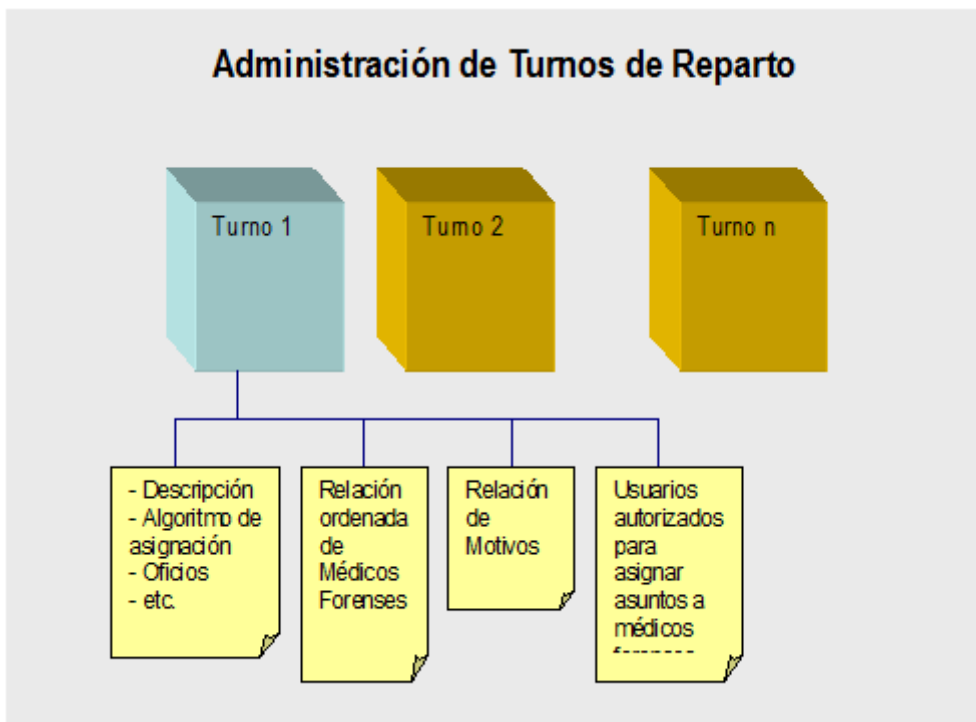 Administración de Turnos de Reparto
Turno 1
Turno 2
Turno n
- Descripción
- Algoritmo de
asignación
- Oficios
- etc.
Relación
ordenada
de
Médicos
Forenses
Relación
de
Motivos
Usuarios
autorizados
para
asignar
asuntos a
médicos